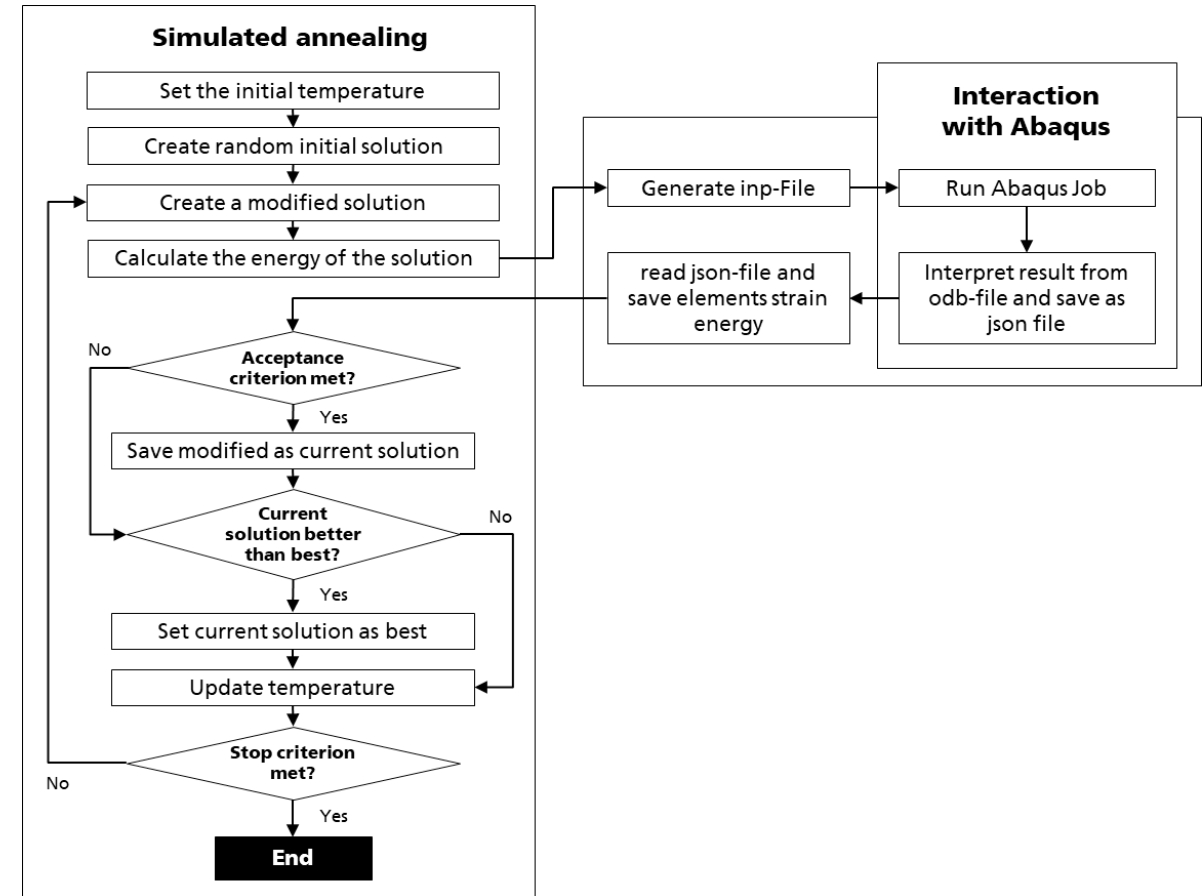 Simulated annealing
Set the initial temperature
Create random initial solution
Create a modified solution
Calculate the energy of the solution
Interaction
with Abaqus
Generate inp-File
Run Abaqus Job
Interpret result from
odb-file and save as
json file
read json-file and
save elements strain
energy
Acceptance
criterion met?
No
Yes
Save modified as current solution
Current
solution better
than best?
No
Yes
Set current solution as best
Update temperature
Stop criterion
met?
No
Yes
End